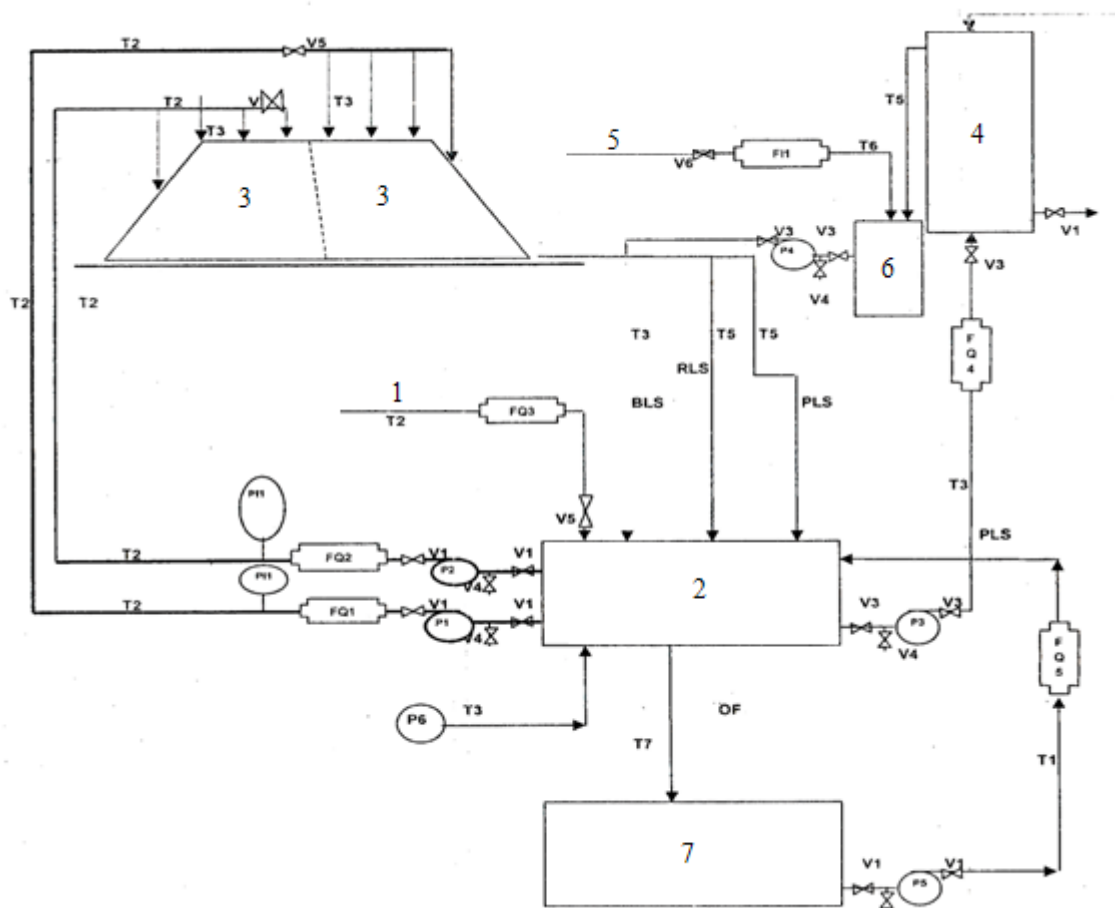 T2 V5
T2 V T3
T3
T5 4
5 V6 FI1 T6
3 3
V3 P4 V3 6 V1
V3
T2 T2 V4
T3 T5 T5
F Q 4
RLS
1 BLS PLS
T2 FQ3
T3
PI1 V5 PLS
T2 FQ2 V1 P2 V1
V4
PI1
2
T2 FQ1 V1 P1 V1 V3 P3 V3
V4 V4
F Q 5
P6 T3 OF
T7
T1
7
V1 P5 V1